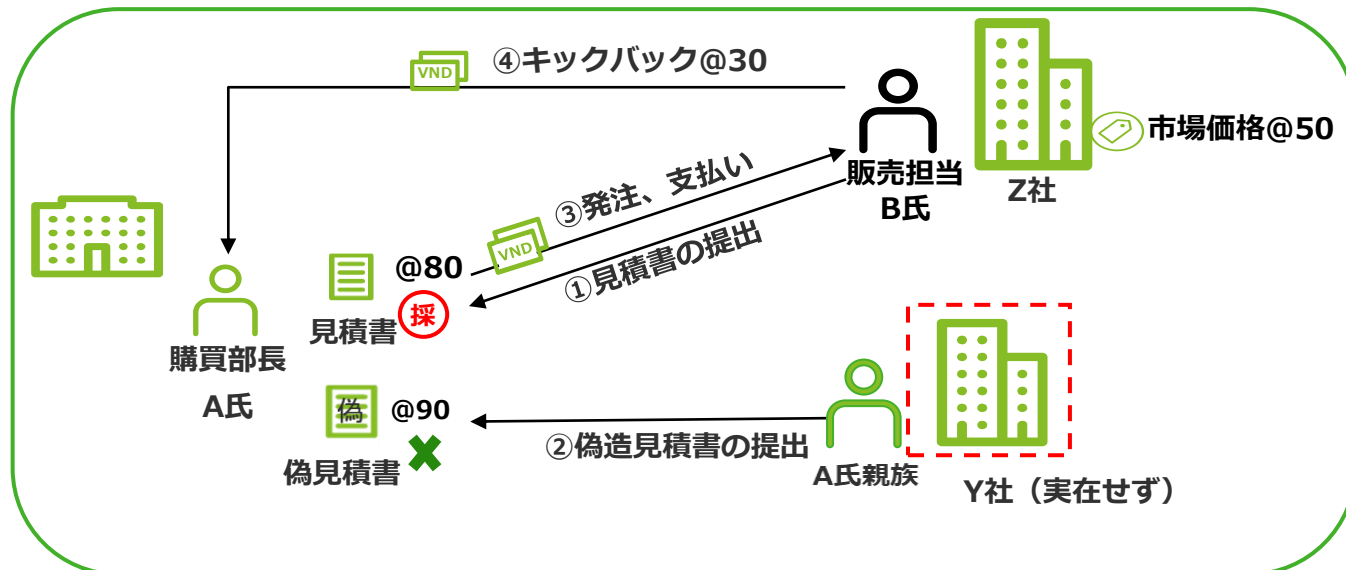 ④キックバック@30
VND
市場価格@50
販売担当
B氏
Z社
③発注、支払い
VND
①見積書の提出
@80
採
見積書
購買部長
A氏
偽
@90
偽見積書
②偽造見積書の提出
A氏親族
Y社（実在せず）